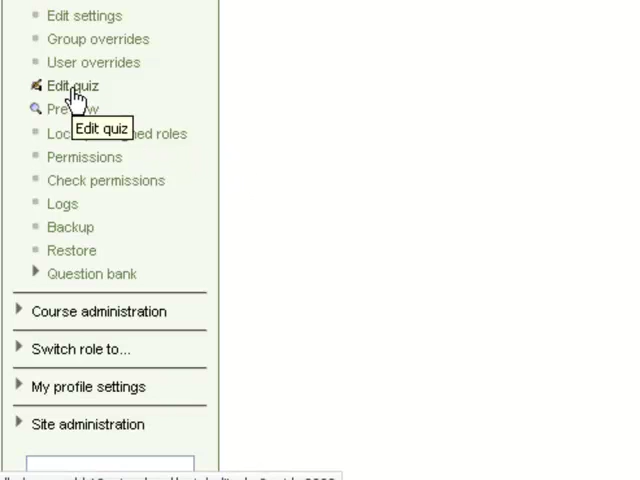 Edit settings
Group overrides
User overrides
Edit quiz
Edit quiz
Permissions
Check permissions
Logs
Backup
Restore
Question bank
Course administration
Switch role to...
My profile settings
Site administration